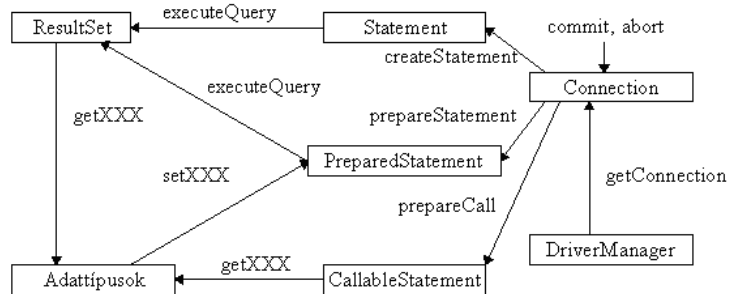 executeQuery
ResultSet
Statement
commit, abort
createStatement
Connection
executeQuery
getXXX
prepareStatement
PreparedStatement
setXXX
getConnection
prepareCall
DriverManager
getXXX
Adattípusok
CallableStatement